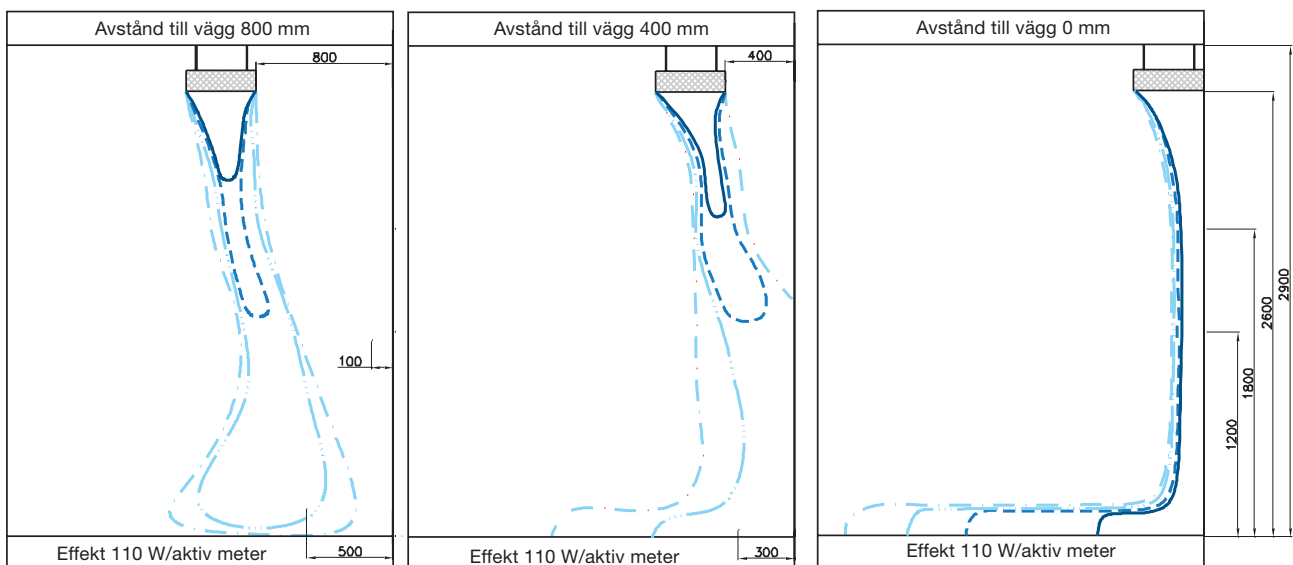 Avstånd till vägg 800 mm
800
100
Effekt 110 W/aktiv meter
500
Avstånd till vägg 400 mm
400
Effekt 110 W/aktiv meter
300
Avstånd till vägg 0 mm
1200
1800
2600
2900
Effekt 110 W/aktiv meter